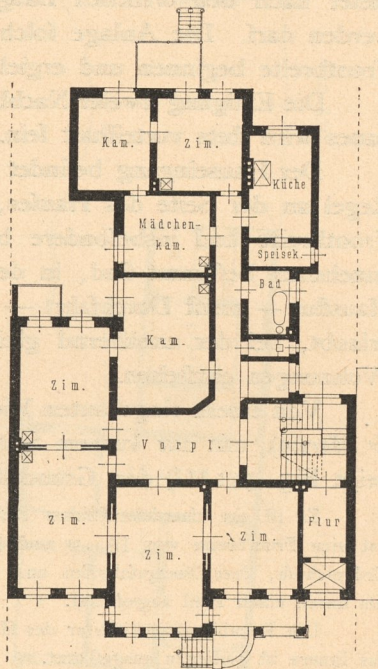 Kam.
Zim.
Küche
Mädchen-
kam.
Speisek.
Bad
Kam.
Zim.
Vorpl.
Zim.
Zim.
Zim.
Flur